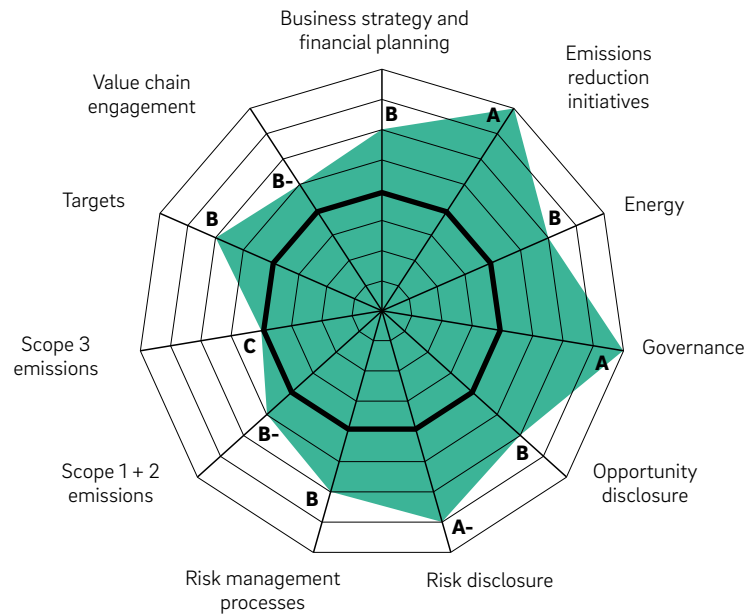 Business strategy and
financial planning
Emissions
reduction
initiatives
Value chain
engagement
B
A
B-
Targets
B
B
Energy
Scope 3
emissions
C
Governance
A
B-
B
Scope 1 + 2
emissions
Opportunity
disclosure
B
A-
Risk management
processes
Risk disclosure